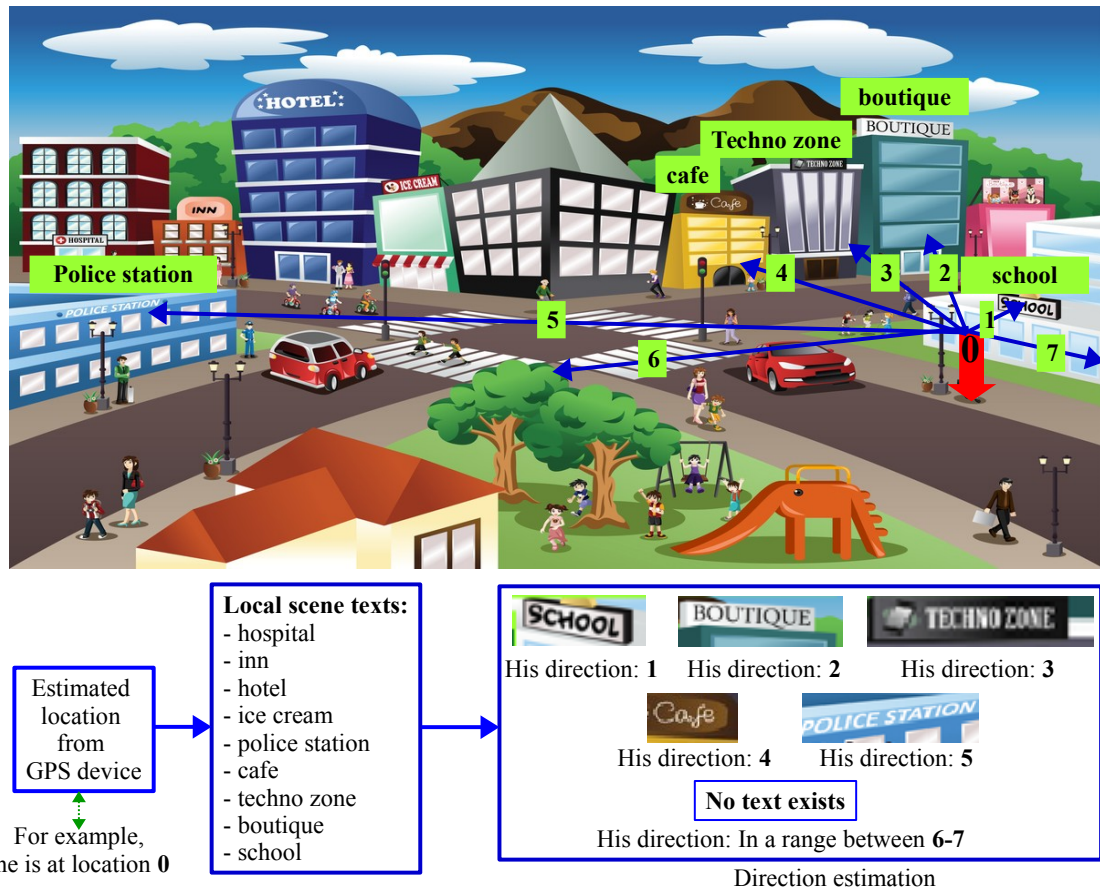 boutique
BOUTIQUE
HOTEL
Techno zone
TECHNO ZONE
cafe
ICE CREAM
Cafe
INN
HOSPITAL
Police station
4
3
2
school
POLICE STATION
SCHOOL
5
1
6
0
7
Local scene texts:
- hospital
- inn
- hotel
- ice cream
- police station
- cafe
- techno zone
- boutique
- school
Estimated
location
from
GPS device
For example,
he is at location 0
SCHOOL
BOUTIQUE
TECHNO ZONE
His direction: 1
His direction: 2
His direction: 3
Cafe
POLICE STATION
His direction: 4
His direction: 5
No text exists
His direction: In a range between 6-7
Direction estimation